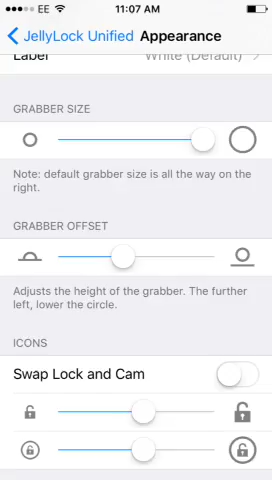 EE 11:07 AM
JellyLock Unified Appearance
Label White (Default)
GRABBER SIZE
Note: default grabber size is all the way on the
right.
GRABBER OFFSET
Adjusts the height of the grabber. The further
left, lower the circle.
ICONS
Swap Lock and Cam